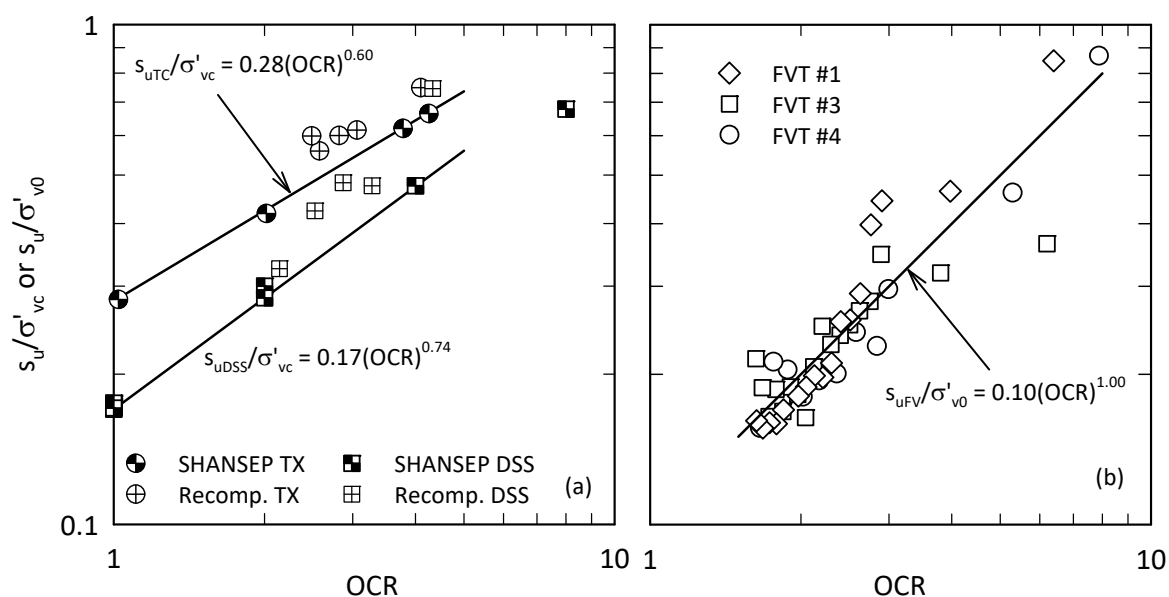 1
s_uTC/σ'_vc = 0.28(OCR)^0.60
s_uDSS/σ'_vc = 0.17(OCR)^0.74
SHANSEP TX
SHANSEP DSS
Recomp. TX
Recomp. DSS
(a)
0.1
1
10
OCR
s_u/σ'_vc or s_u/σ'_v0
FVT #1
FVT #3
FVT #4
s_uFV/σ'_v0 = 0.10(OCR)^1.00
(b)
1
10
OCR